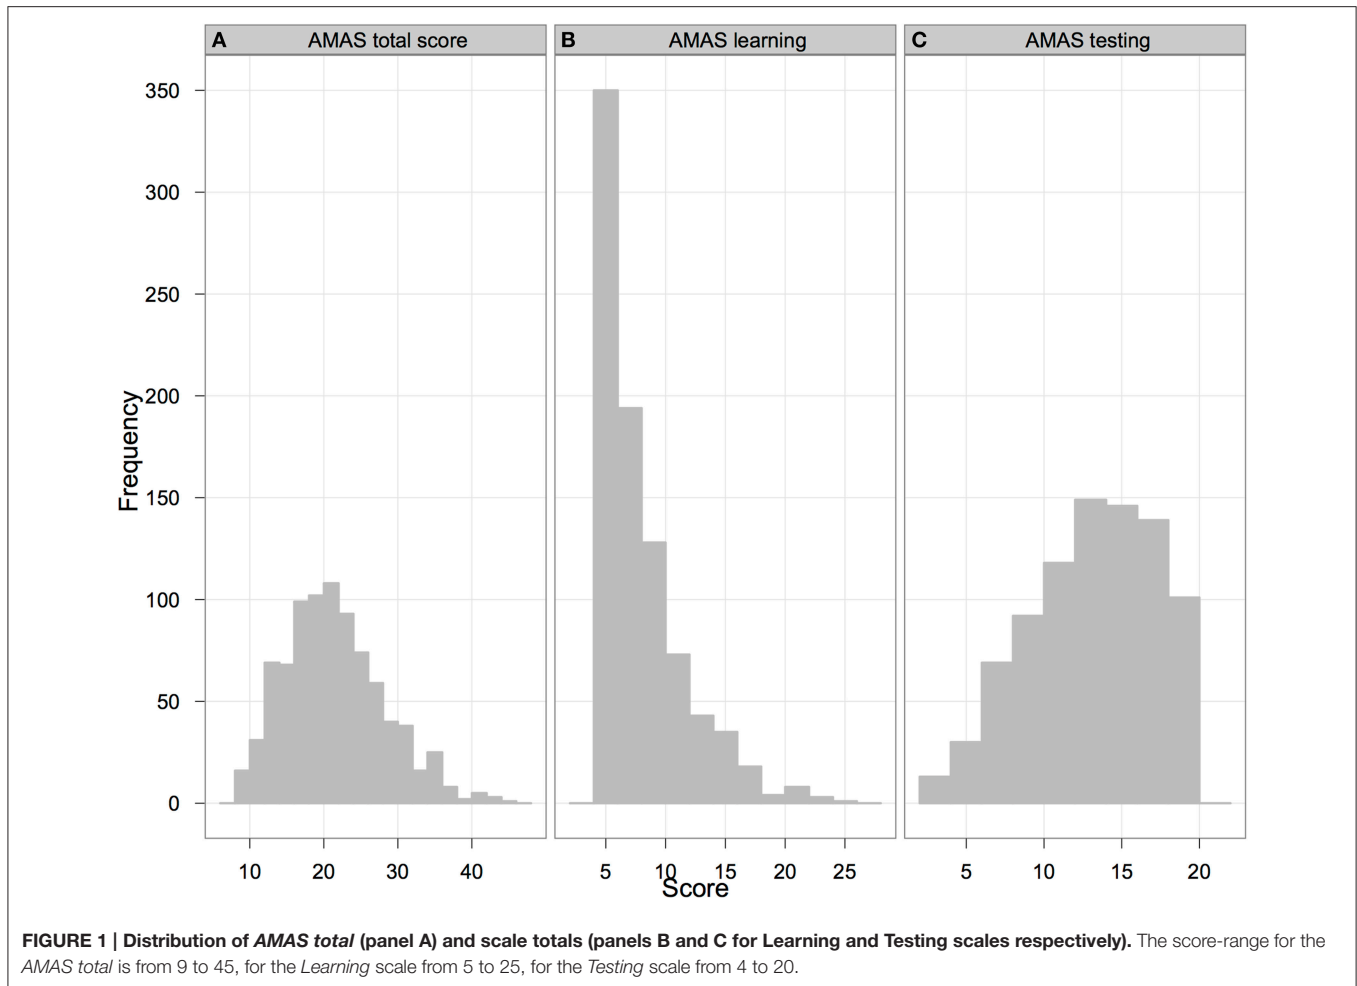 A AMAS total score
B AMAS learning
C AMAS testing
350
300
250
200
150
100
50
0
Frequency
10 20 30 40
5 10 15 20 25
5 10 15 20
Score
FIGURE 1 | Distribution of AMAS total (panel A) and scale totals (panels B and C for Learning and Testing scales respectively). The score-range for the
AMAS total is from 9 to 45, for the Learning scale from 5 to 25, for the Testing scale from 4 to 20.